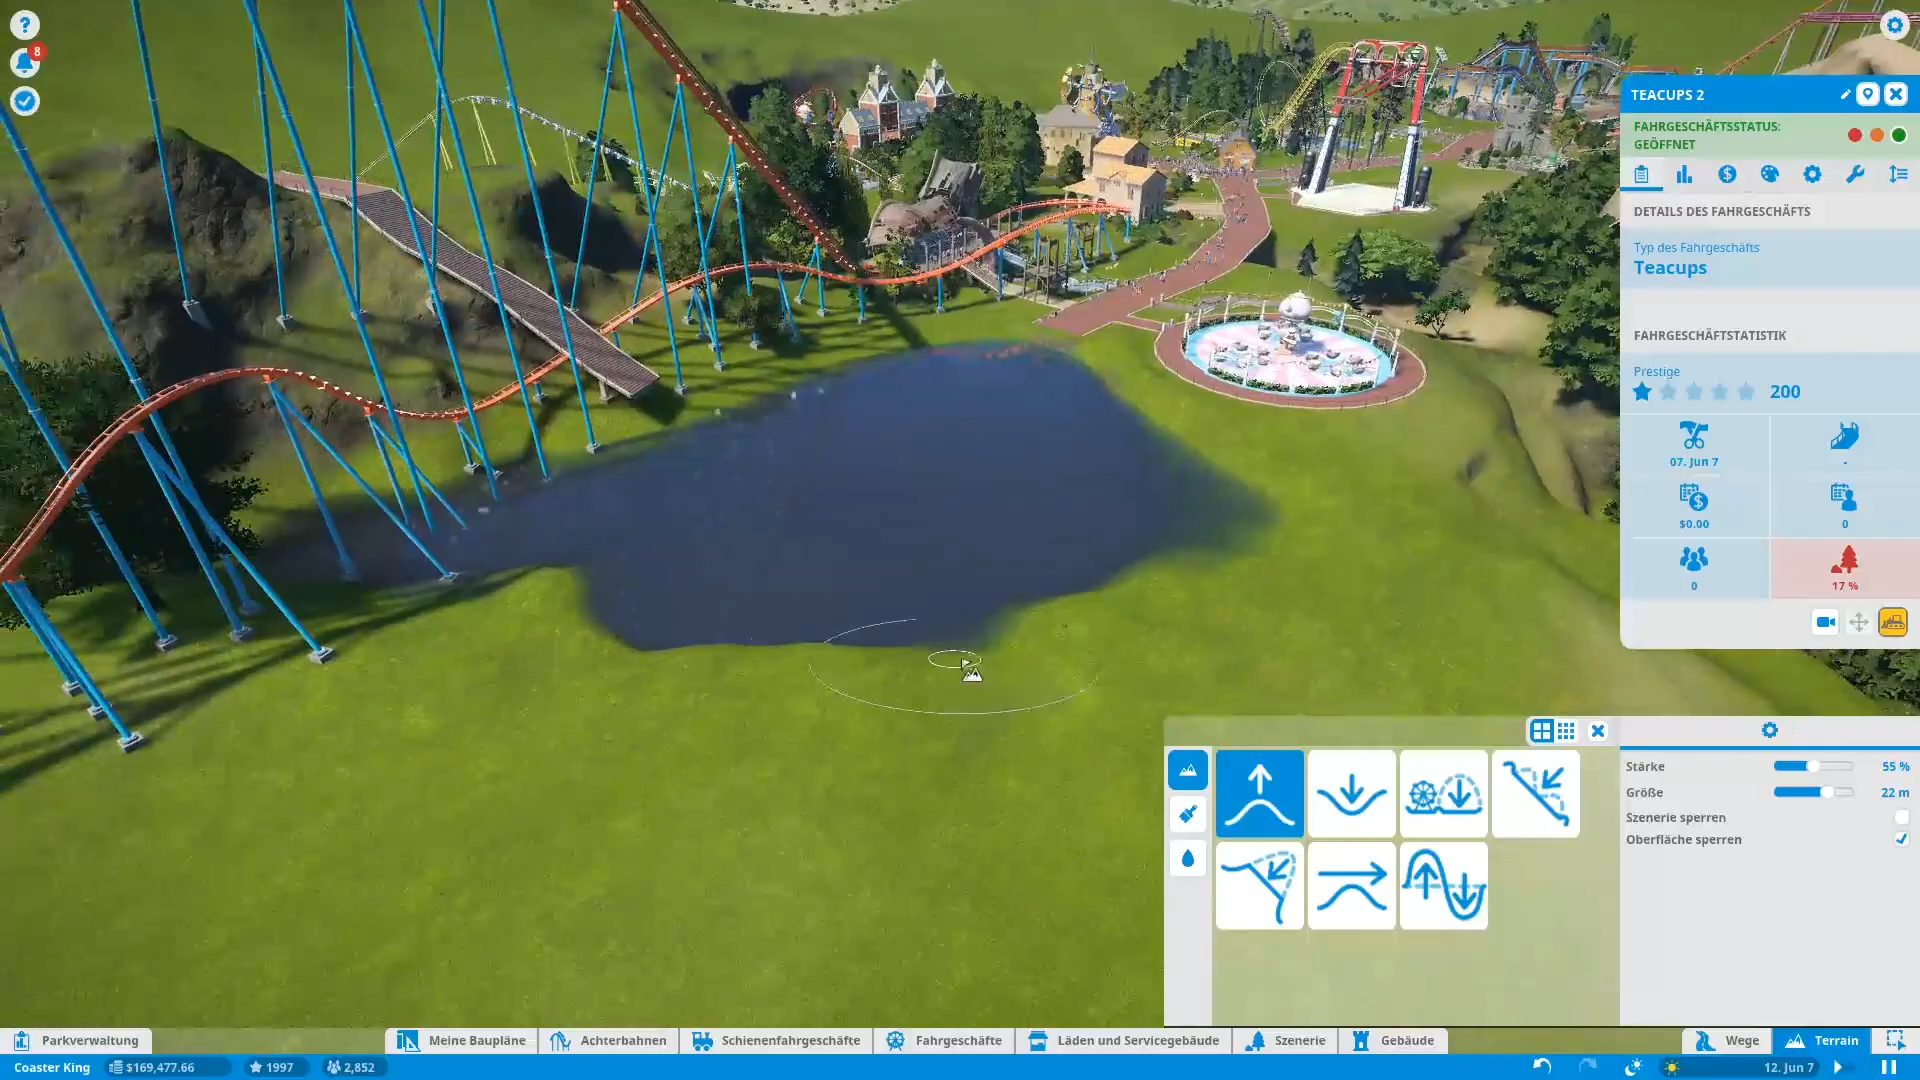 ?
8
TEACUPS 2
FAHRGESCHÄFTSSTATUS:
GEÖFFNET
DETAILS DES FAHRGESCHÄFTS
Typ des Fahrgeschäfts
Teacups
FAHRGESCHÄFTSTATISTIK
Prestige
200
07. Jun 7
-
$0.00
0
0
17 %
Stärke
55 %
Größe
22 m
Szenerie sperren
Oberfläche sperren
Parkverwaltung
Meine Baupläne
Achterbahnen
Schienenfahrgeschäfte
Fahrgeschäfte
Läden und Servicegebäude
Szenerie
Gebäude
Wege
Terrain
Coaster King
$169,477.66
1997
2,852
12. Jun 7